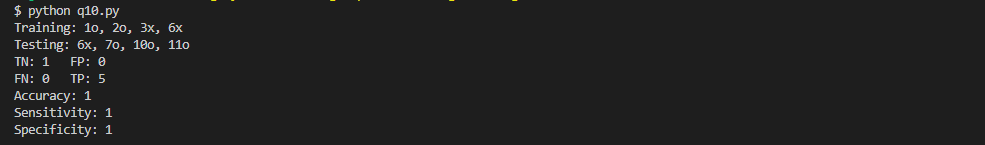 $ python q10.py
Training: 1o, 2o, 3x, 6x
Testing: 6x, 7o, 10o, 11o
TN: 1   FP: 0
FN: 0   TP: 5
Accuracy: 1
Sensitivity: 1
Specificity: 1